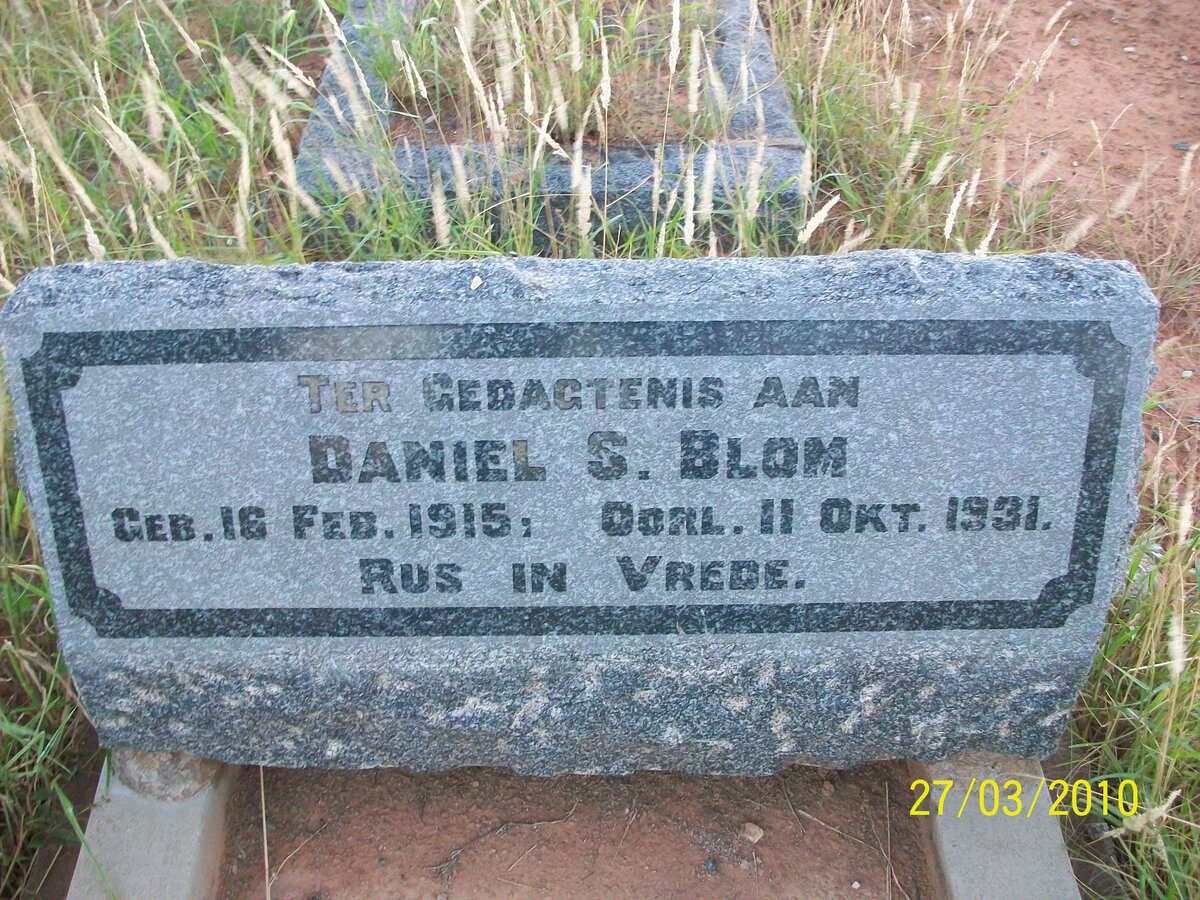 TER GEDAGTENIS AAN
DANIEL S. BLOM
GEB. 16 FEB. 1915; OORL. 11 OKT. 1931.
RUS IN VREDE.
27/03/2010